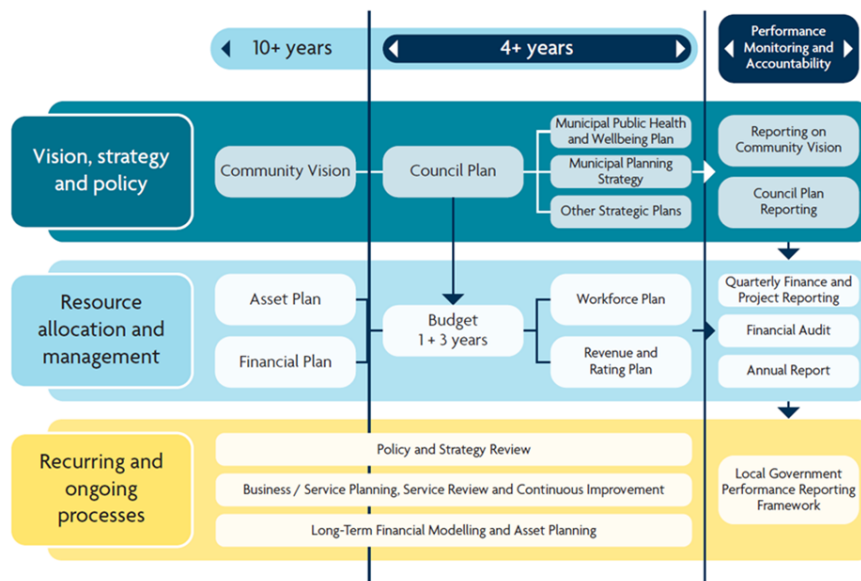 10+ years
4+ years
Performance
Monitoring and
Accountability
Vision, strategy
and policy
Community Vision
Council Plan
Municipal Public Health
and Wellbeing Plan
Municipal Planning
Strategy
Other Strategic Plans
Reporting on
Community Vision
Council Plan
Reporting
Resource
allocation and
management
Asset Plan
Financial Plan
Budget
1 + 3 years
Workforce Plan
Revenue and
Rating Plan
Quarterly Finance and
Project Reporting
Financial Audit
Annual Report
Recurring and
ongoing
processes
Policy and Strategy Review
Business / Service Planning, Service Review and Continuous Improvement
Long-Term Financial Modelling and Asset Planning
Local Government
Performance Reporting
Framework